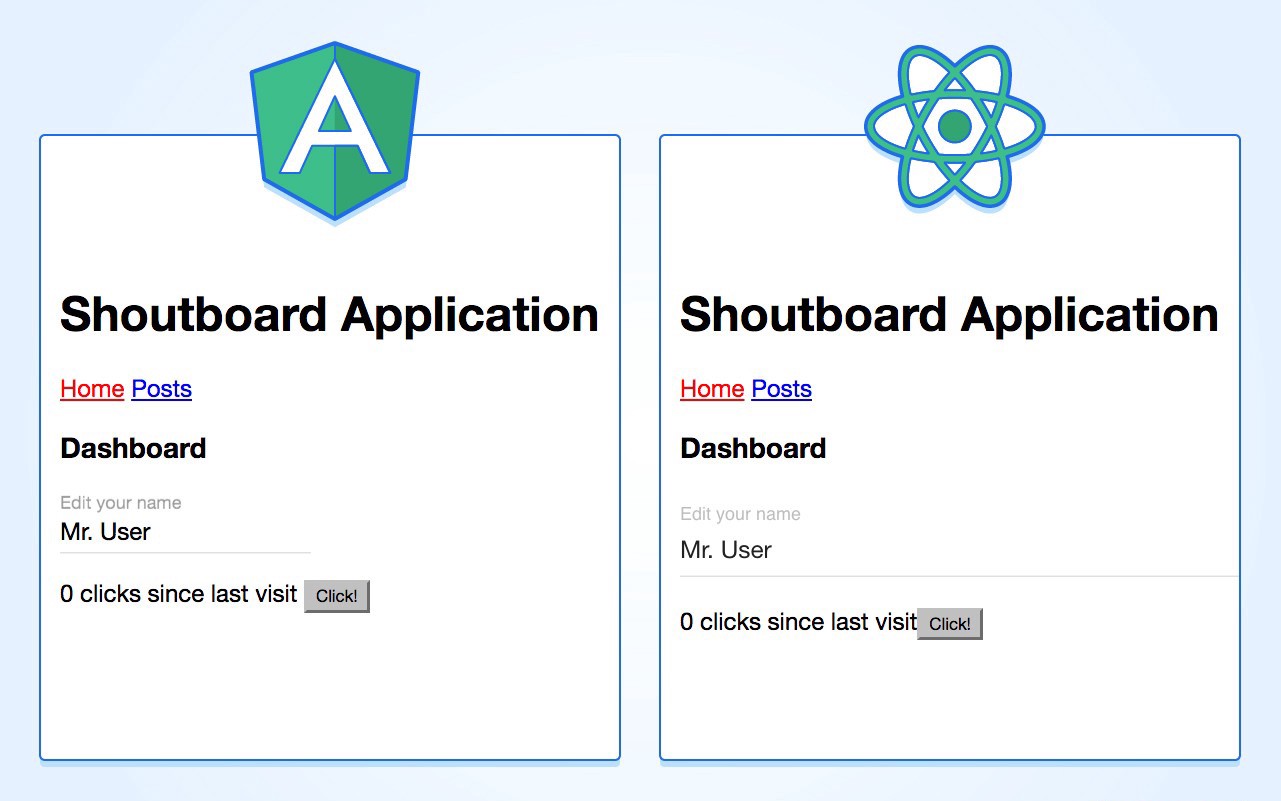 A
Shoutboard Application
Home Posts
Dashboard
Edit your name
Mr. User
0 clicks since last visit Click!
Shoutboard Application
Home Posts
Dashboard
Edit your name
Mr. User
0 clicks since last visit Click!